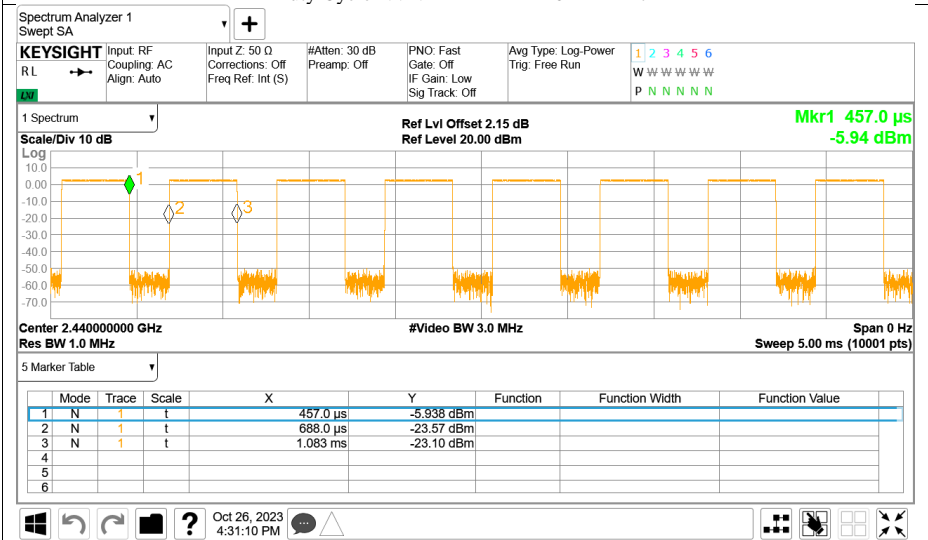 Spectrum Analyzer 1
Swept SA
+
KEYSIGHT
RL
LXI
Input: RF
Coupling: AC
Align: Auto
Input Z: 50 Ω
Corrections: Off
Freq Ref: Int (S)
#Atten: 30 dB
Preamp: Off
PNO: Fast
Gate: Off
IF Gain: Low
Sig Track: Off
Avg Type: Log-Power
Trig: Free Run
1 2 3 4 5 6
W W W W W W
P N N N N N
1 Spectrum
Scale/Div 10 dB
Ref Lvl Offset 2.15 dB
Ref Level 20.00 dBm
Mkr1 457.0 µs
-5.94 dBm
Log
10.0
0.00
-10.0
-20.0
-30.0
-40.0
-50.0
-60.0
-70.0
1
2
3
Center 2.440000000 GHz
#Video BW 3.0 MHz
Span 0 Hz
Res BW 1.0 MHz
Sweep 5.00 ms (10001 pts)
5 Marker Table
Mode Trace Scale X Y Function Function Width Function Value
1 N 1 t 457.0 µs -5.938 dBm
2 N 1 t 688.0 µs -23.57 dBm
3 N 1 t 1.083 ms -23.10 dBm
4
5
6
?
Oct 26, 2023
4:31:10 PM